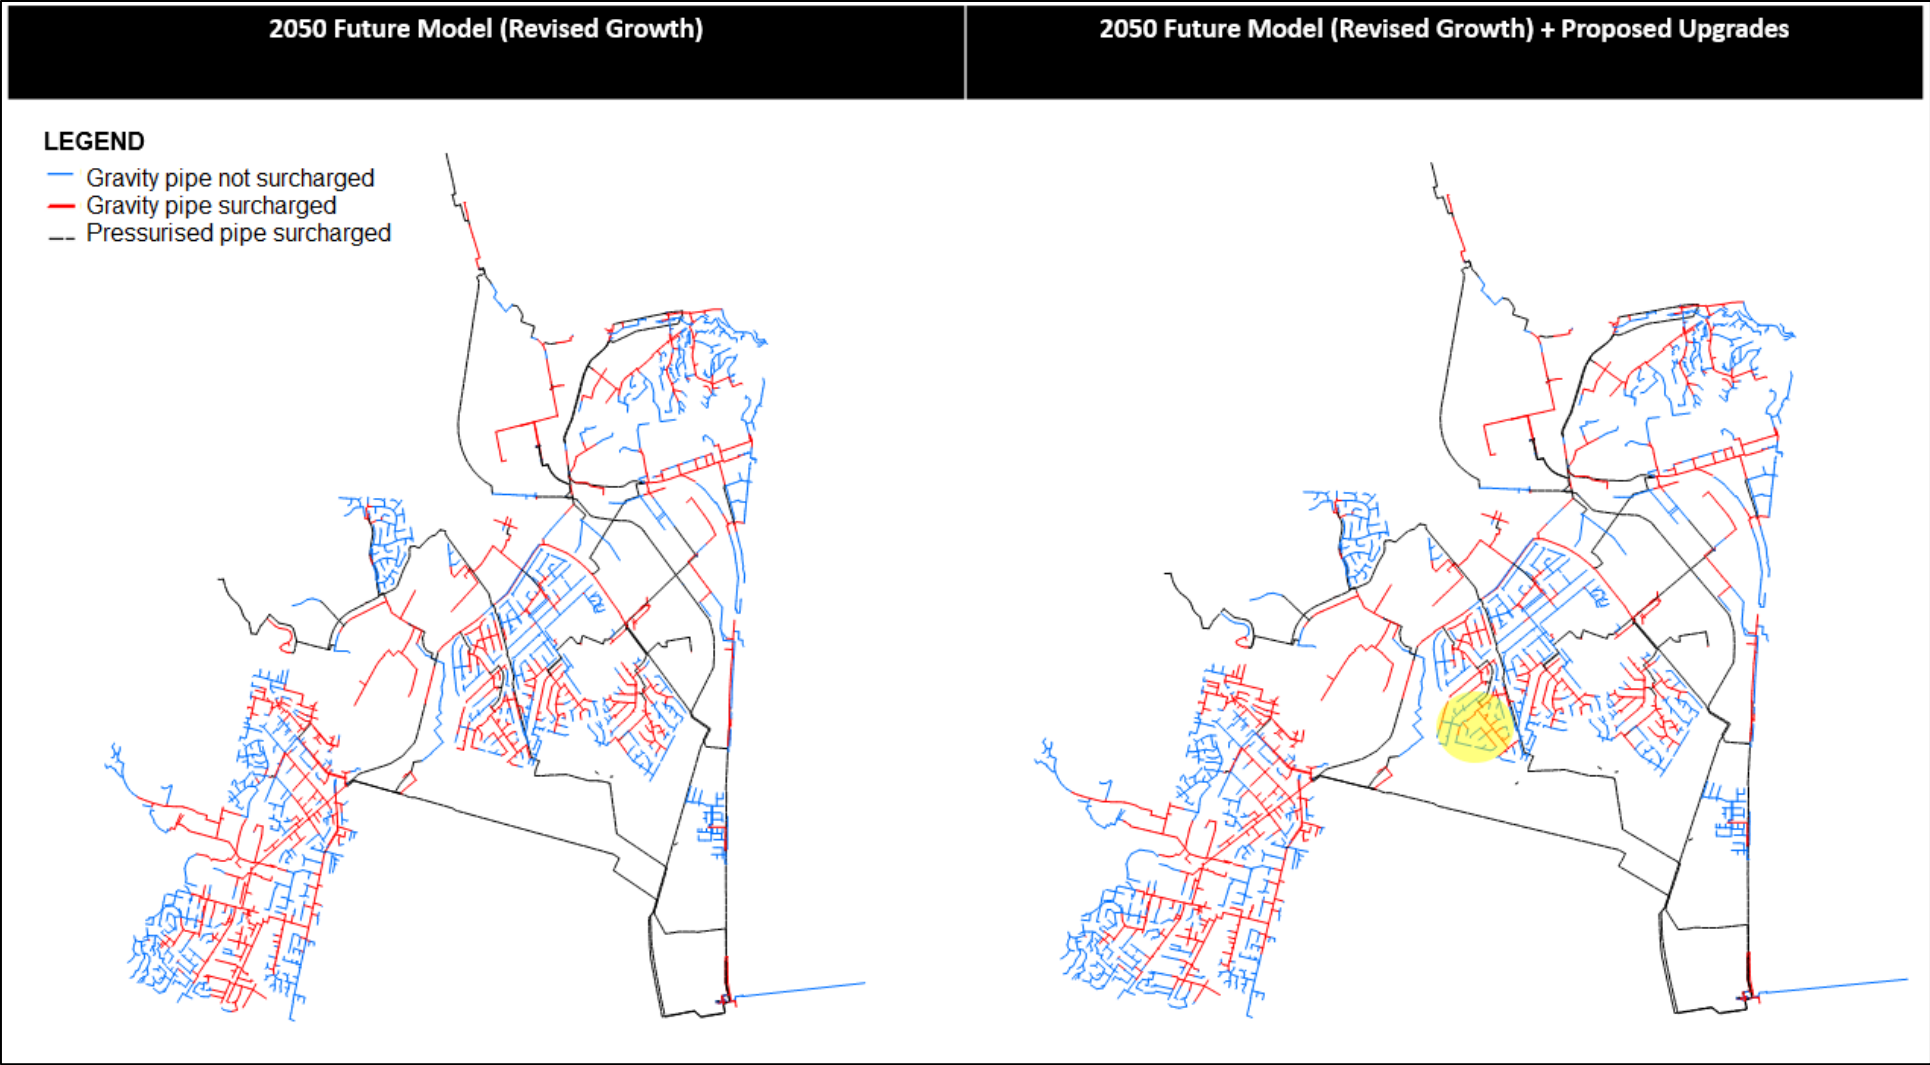 2050 Future Model (Revised Growth)
2050 Future Model (Revised Growth) + Proposed Upgrades
LEGEND
Gravity pipe not surcharged
Gravity pipe surcharged
Pressurised pipe surcharged